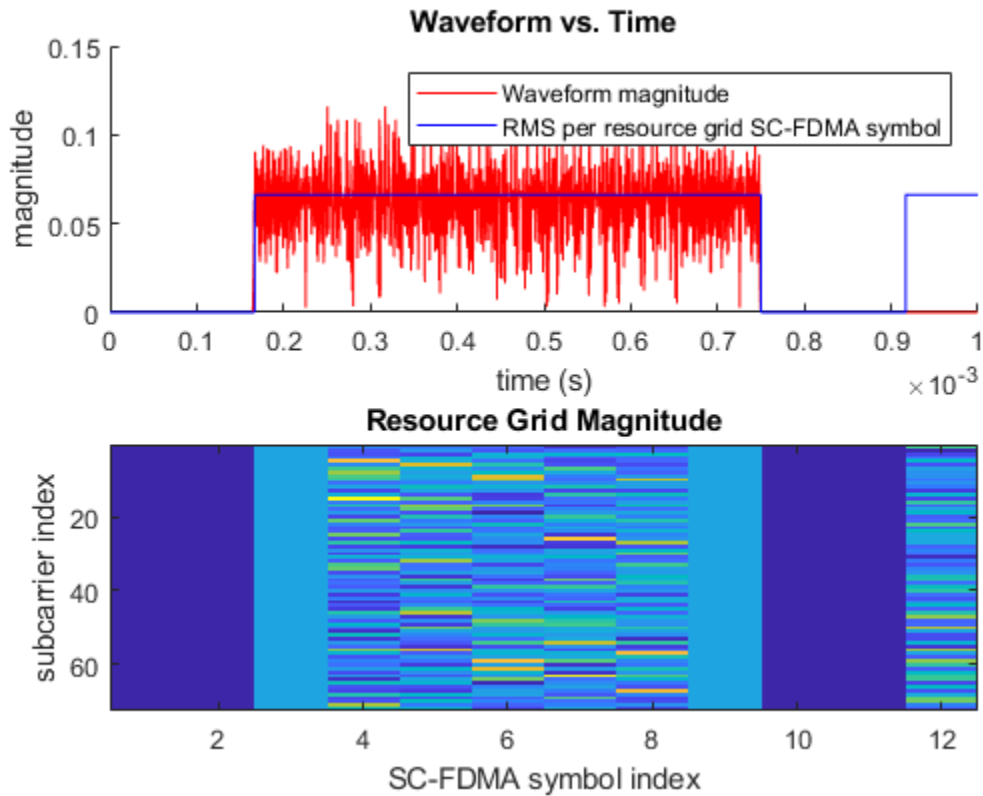 Waveform vs. Time
0.15
0.1
0.05
0
magnitude
Waveform magnitude
RMS per resource grid SC-FDMA symbol
0 0.1 0.2 0.3 0.4 0.5 0.6 0.7 0.8 0.9 1
time (s)
×10-3
Resource Grid Magnitude
subcarrier index
20
40
60
2 4 6 8 10 12
SC-FDMA symbol index